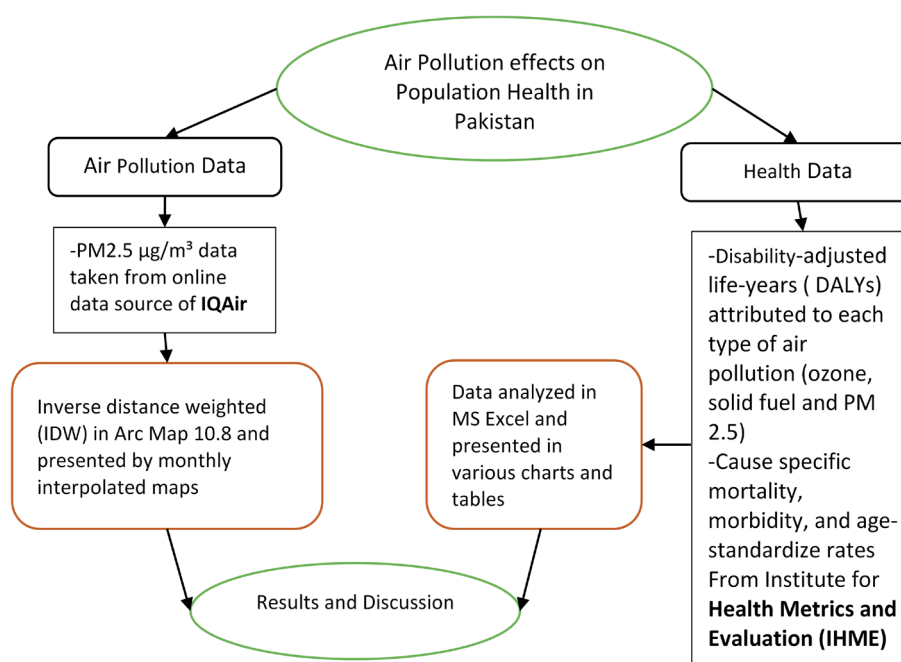 Air Pollution effects on
Population Health in
Pakistan
Air Pollution Data
Health Data
-PM2.5 µg/m³ data
taken from online
data source of IQAir
-Disability-adjusted
life-years ( DALYs)
attributed to each
type of air
pollution (ozone,
solid fuel and PM
2.5)
-Cause specific
mortality,
morbidity, and age-
standardize rates
From Institute for
Health Metrics and
Evaluation (IHME)
Inverse distance weighted
(IDW) in Arc Map 10.8 and
presented by monthly
interpolated maps
Data analyzed in
MS Excel and
presented in
various charts and
tables
Results and Discussion